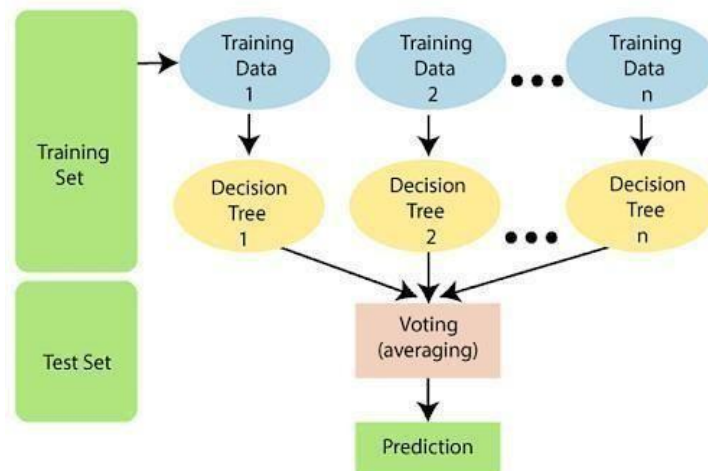 Training
Data
1
Training
Data
2
Training
Data
n
Training
Set
Decision
Tree
1
Decision
Tree
2
Decision
Tree
n
Test Set
Voting
(averaging)
Prediction